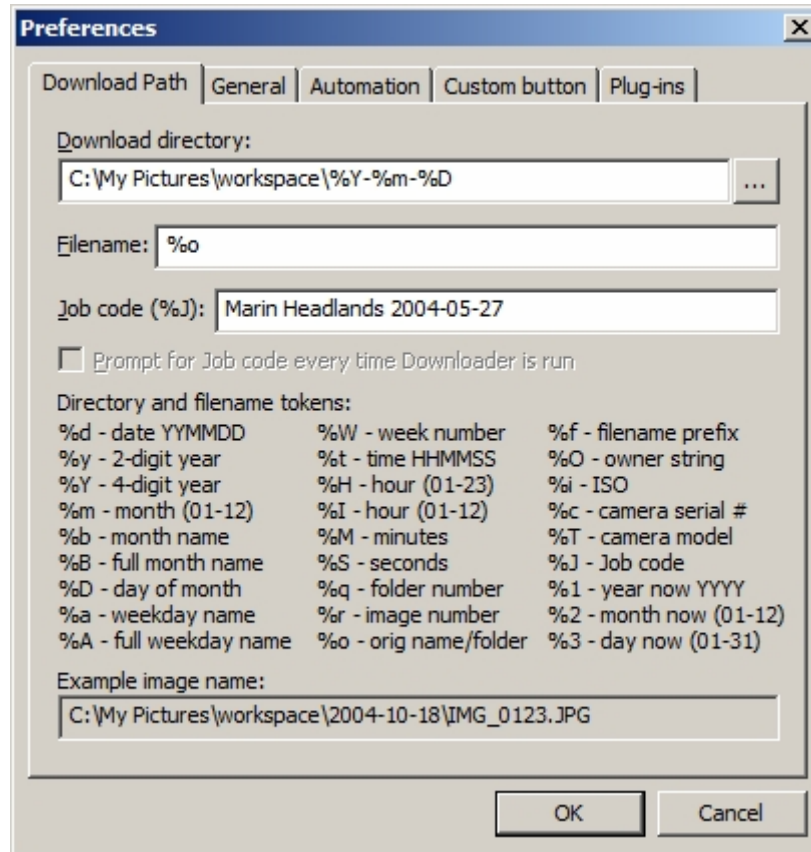 Preferences
Download Path General Automation Custom button Plug-ins
Download directory:
C:\My Pictures\workspace\%Y-%m-%D ...
Filename: %o
Job code (%J): Marin Headlands 2004-05-27
Prompt for Job code every time Downloader is run
Directory and filename tokens:
%d - date YYMMDD %W - week number %f - filename prefix
%y - 2-digit year %t - time HHMMSS %O - owner string
%Y - 4-digit year %H - hour (01-23) %i - ISO
%m - month (01-12) %I - hour (01-12) %c - camera serial #
%b - month name %M - minutes %T - camera model
%B - full month name %S - seconds %J - Job code
%D - day of month %q - folder number %1 - year now YYYY
%a - weekday name %r - image number %2 - month now (01-12)
%A - full weekday name %o - orig name/folder %3 - day now (01-31)
Example image name:
C:\My Pictures\workspace\2004-10-18\IMG_0123.JPG
OK Cancel